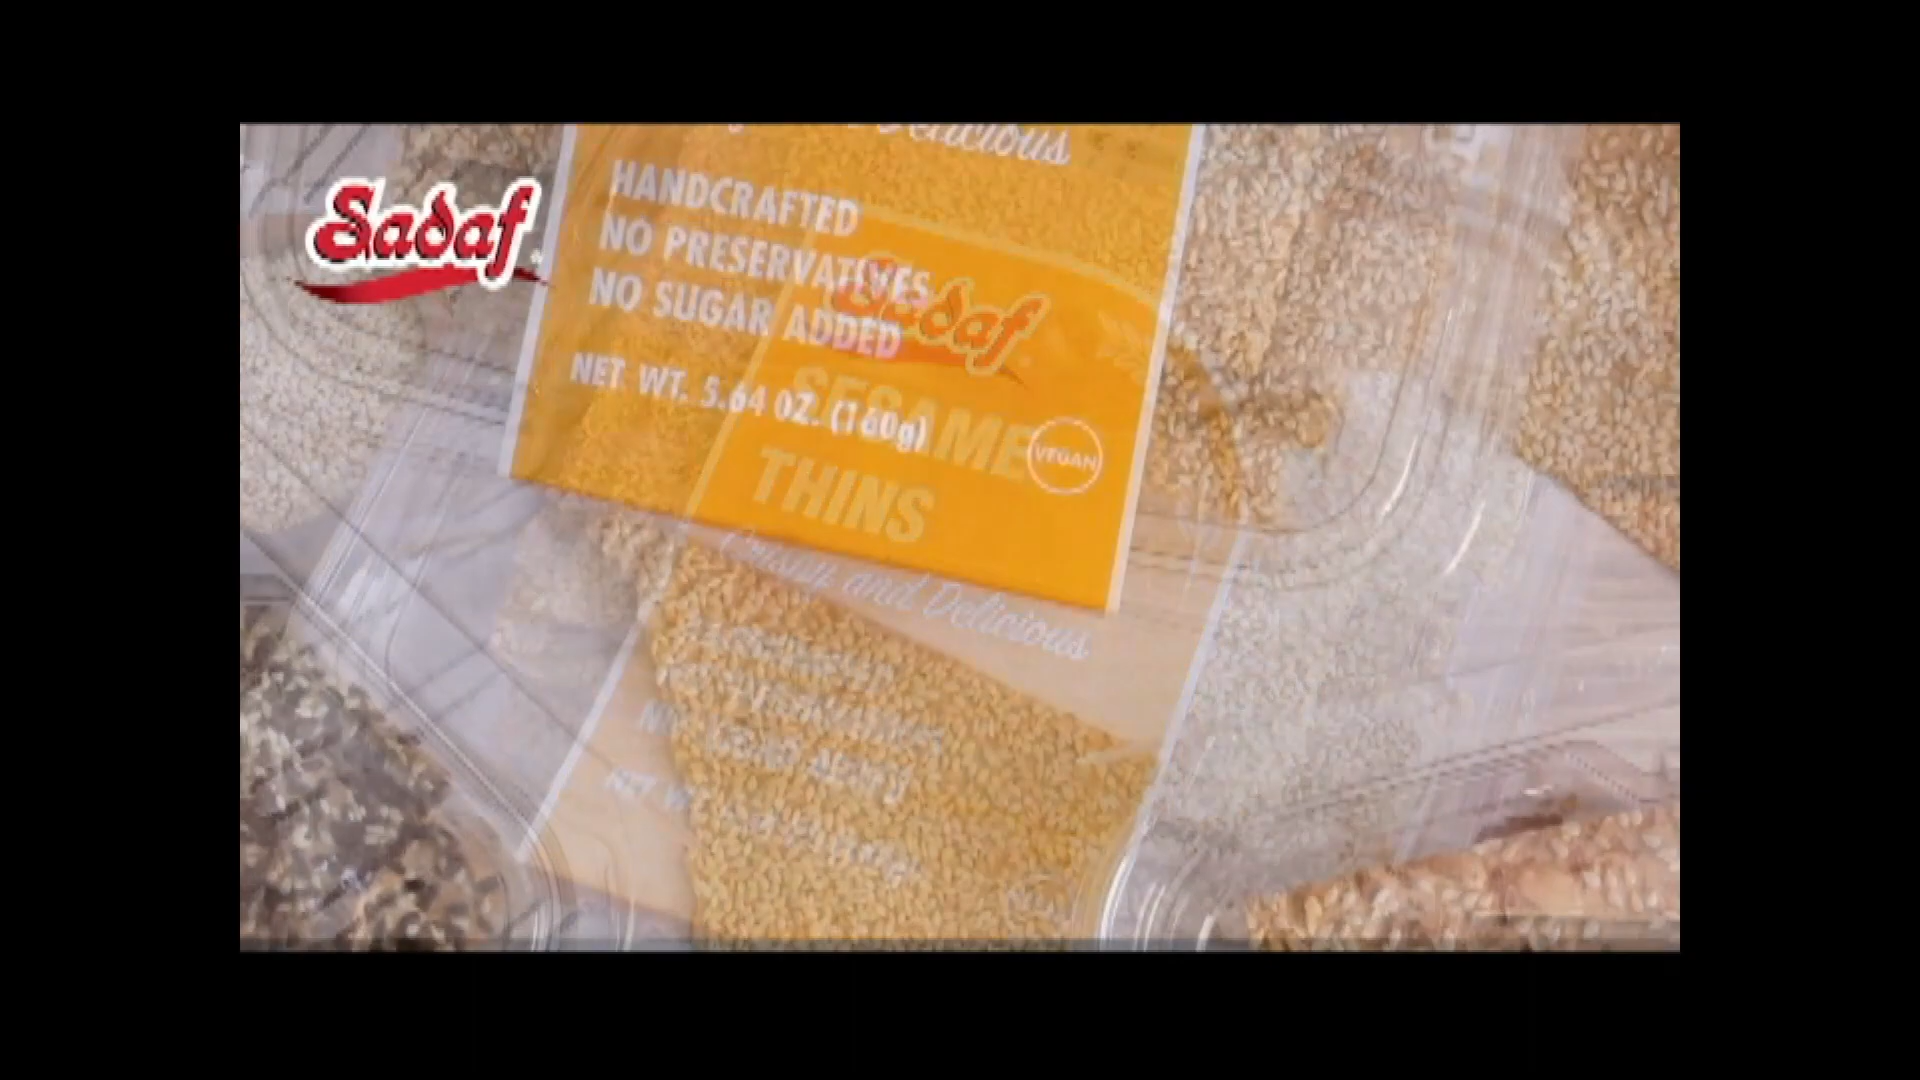 Sadaf
Delicious
HANDCRAFTED
NO PRESERVATIVES
NO SUGAR ADDED
NET WT. 5.64 OZ. (160g)
VEGAN
Sadaf
SESAME
THINS
Crispy and Delicious
NET W